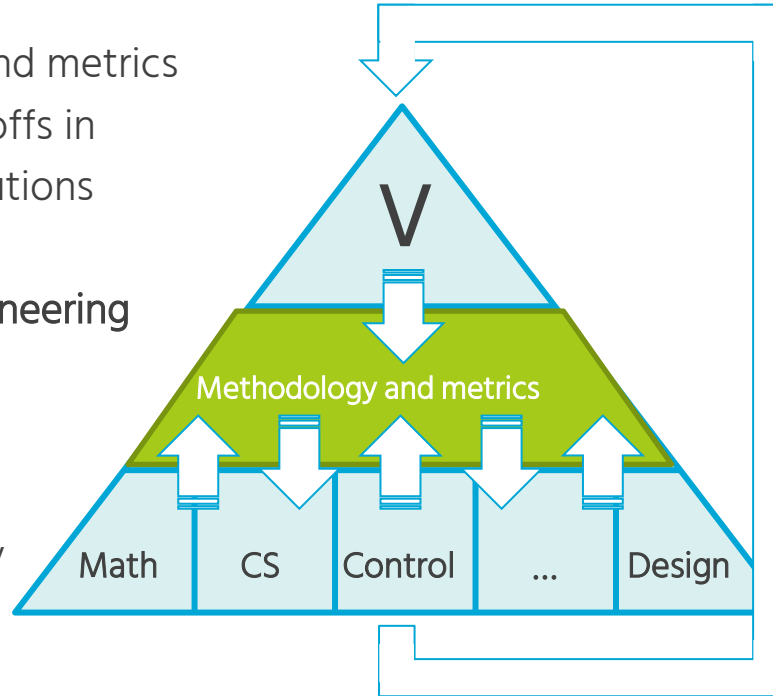 nd metrics
offs in
utions
neering
y
V
Methodology and metrics
Math
CS
Control
...
Design